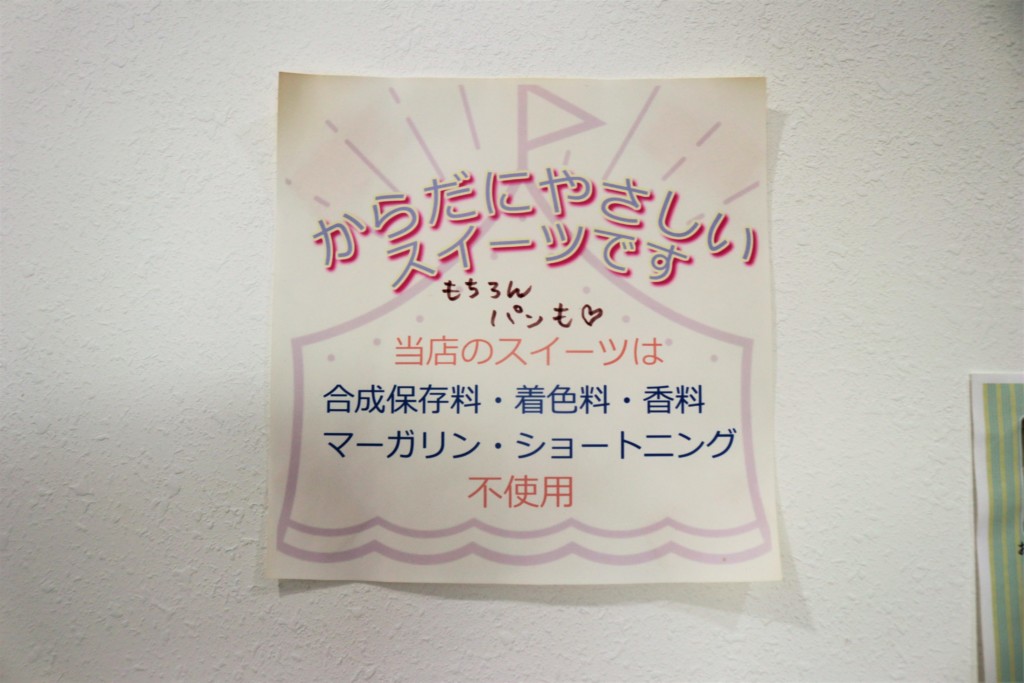 からだにやさしい
スイーツです
もちろん
パンも♡
当店のスイーツは
合成保存料・着色料・香料
マーガリン・ショートニング
不使用